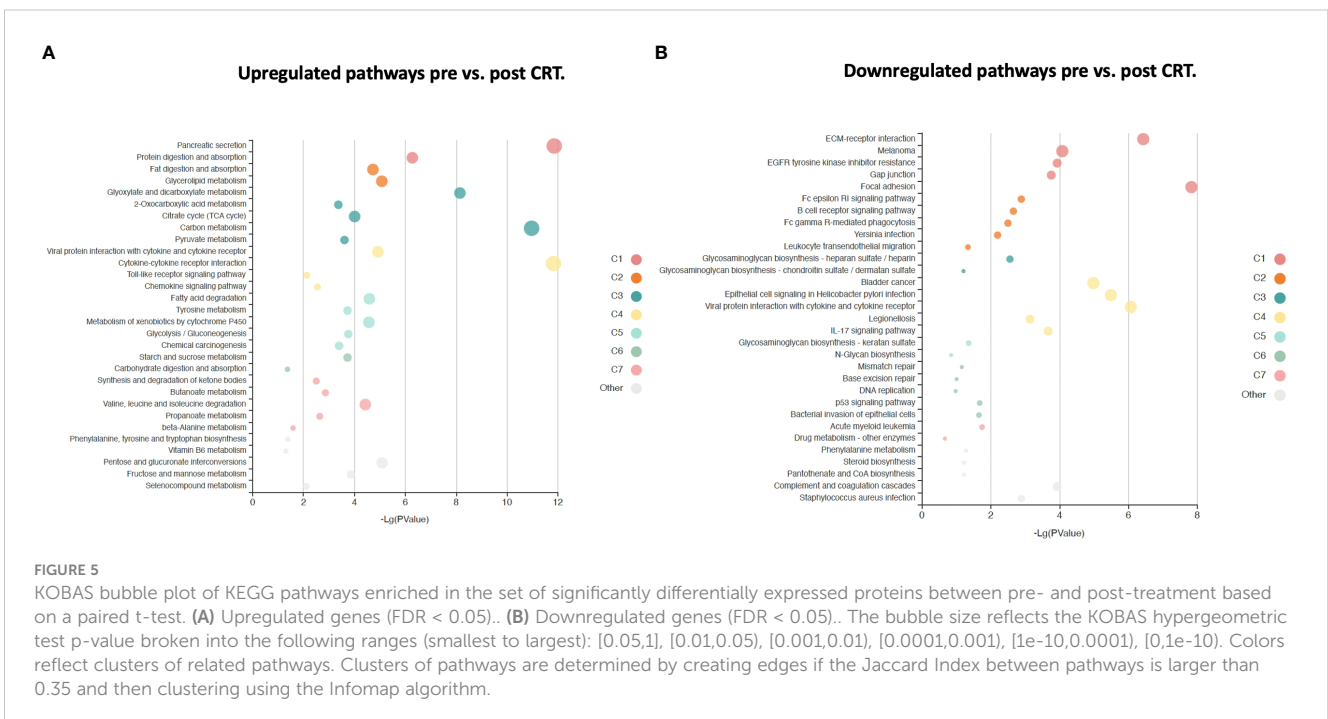 A
Upregulated pathways pre vs. post CRT.
Pancreatic secretion
Protein digestion and absorption
Fat digestion and absorption
Glycerolipid metabolism
Glyoxylate and dicarboxylate metabolism
2-Oxocarboxylic acid metabolism
Citrate cycle (TCA cycle)
Carbon metabolism
Pyruvate metabolism
Viral protein interaction with cytokine and cytokine receptor
Cytokine-cytokine receptor interaction
Toll-like receptor signaling pathway
Chemokine signaling pathway
Fatty acid degradation
Tyrosine metabolism
Metabolism of xenobiotics by cytochrome P450
Glycolysis / Gluconeogenesis
Chemical carcinogenesis
Starch and sucrose metabolism
Carbohydrate digestion and absorption
Synthesis and degradation of ketone bodies
Butanoate metabolism
Valine, leucine and isoleucine degradation
Propanoate metabolism
beta-Alanine metabolism
Phenylalanine, tyrosine and tryptophan biosynthesis
Vitamin B6 metabolism
Pentose and glucuronate interconversions
Fructose and mannose metabolism
Selenocompound metabolism
0 2 4 6 8 10 12
-Lg(PValue)
C1
C2
C3
C4
C5
C6
C7
Other
B
Downregulated pathways pre vs. post CRT.
ECM-receptor interaction
Melanoma
EGFR tyrosine kinase inhibitor resistance
Gap junction
Focal adhesion
Fc epsilon RI signaling pathway
B cell receptor signaling pathway
Fc gamma R-mediated phagocytosis
Yersinia infection
Leukocyte transendothelial migration
Glycosaminoglycan biosynthesis - heparan sulfate / heparin
Glycosaminoglycan biosynthesis - chondroitin sulfate / dermatan sulfate
Bladder cancer
Epithelial cell signaling in Helicobacter pylori infection
Viral protein interaction with cytokine and cytokine receptor
Legionellosis
IL-17 signaling pathway
Glycosaminoglycan biosynthesis - keratan sulfate
N-Glycan biosynthesis
Mismatch repair
Base excision repair
DNA replication
p53 signaling pathway
Bacterial invasion of epithelial cells
Acute myeloid leukemia
Drug metabolism - other enzymes
Phenylalanine metabolism
Steroid biosynthesis
Pantothenate and CoA biosynthesis
Complement and coagulation cascades
Staphylococcus aureus infection
0 2 4 6 8
-Lg(PValue)
C1
C2
C3
C4
C5
C6
C7
Other
FIGURE 5
KOBAS bubble plot of KEGG pathways enriched in the set of significantly differentially expressed proteins between pre- and post-treatment based
on a paired t-test. (A) Upregulated genes (FDR < 0.05).. (B) Downregulated genes (FDR < 0.05).. The bubble size reflects the KOBAS hypergeometric
test p-value broken into the following ranges (smallest to largest): [0.05,1], [0.01,0.05), [0.001,0.01), [0.0001,0.001), [1e-10,0.0001), [0,1e-10). Colors
reflect clusters of related pathways. Clusters of pathways are determined by creating edges if the Jaccard Index between pathways is larger than
0.35 and then clustering using the Infomap algorithm.